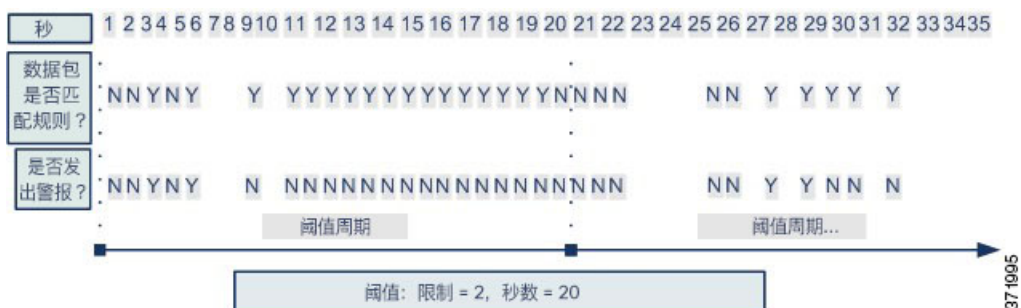 秒 1 2 3 4 5 6 7 8 9 10 11 12 13 14 15 16 17 18 19 20 21 22 23 24 25 26 27 28 29 30 31 32 33 34 35
数据包
是否匹
配规则？
N N Y N Y Y Y Y Y Y Y Y Y Y Y Y Y Y Y Y N N N N N N Y Y Y Y Y
是否发
出警报？
N N Y N Y N N N N N N N N N N N N N N N N N N N N N Y Y N N N
阈值周期 阈值周期...
阈值：限制 = 2，秒数 = 20
371995